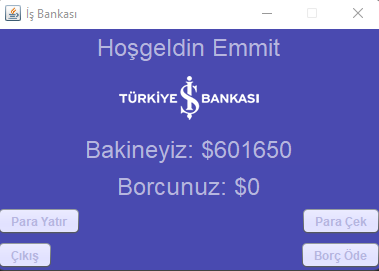 İş Bankası
Hoşgeldin Emmit
TÜRKİYE İŞ BANKASI
Bakineyiz: $601650
Borcunuz: $0
Para Yatır
Para Çek
Çıkış
Borç Öde